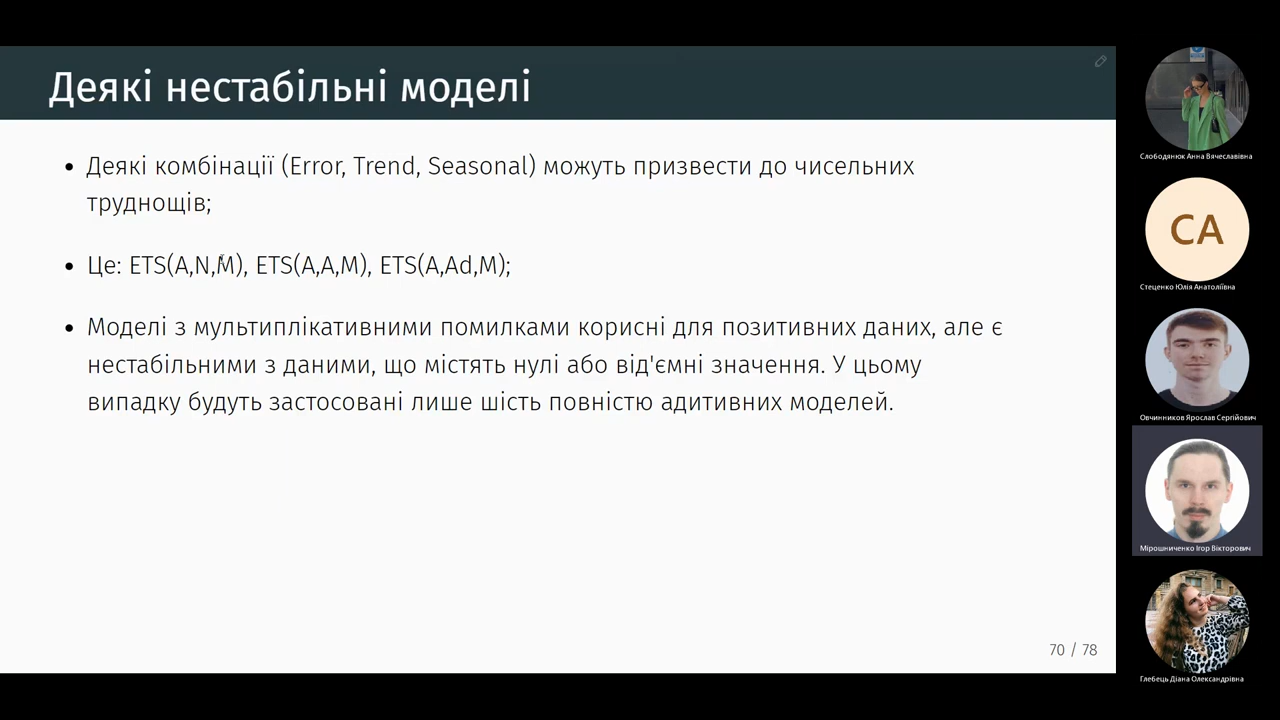 Деякі нестабільні моделі
Деякі комбінації (Error, Trend, Seasonal) можуть призвести до чисельних
труднощів;
Це: ETS(A,N,M), ETS(A,A,M), ETS(A,Ad,M);
Моделі з мультиплікативними помилками корисні для позитивних даних, але є
нестабільними з даними, що містять нулі або від'ємні значення. У цьому
випадку будуть застосовані лише шість повністю адитивних моделей.
70 / 78
Слободянюк Анна Вячеславівна
СА
Стеценко Юлія Анатоліївна
Овчинников Ярослав Сергійович
Мірошниченко Ігор Вікторович
Глебець Діана Олександрівна